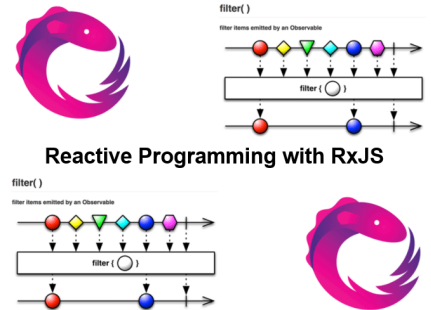 filter( )
filter items emitted by an Observable
filter { }
Reactive Programming with RxJS
filter( )
filter items emitted by an Observable
filter { }